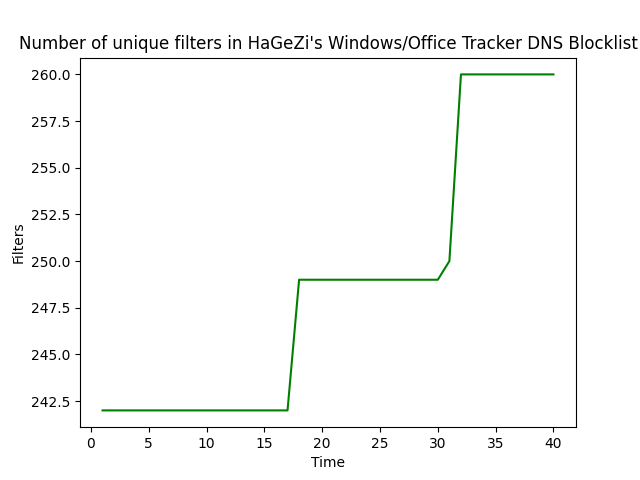 Number of unique filters in HaGeZi's Windows/Office Tracker DNS Blocklist
260.0
257.5
255.0
252.5
250.0
247.5
245.0
242.5
Filters
0 5 10 15 20 25 30 35 40
Time